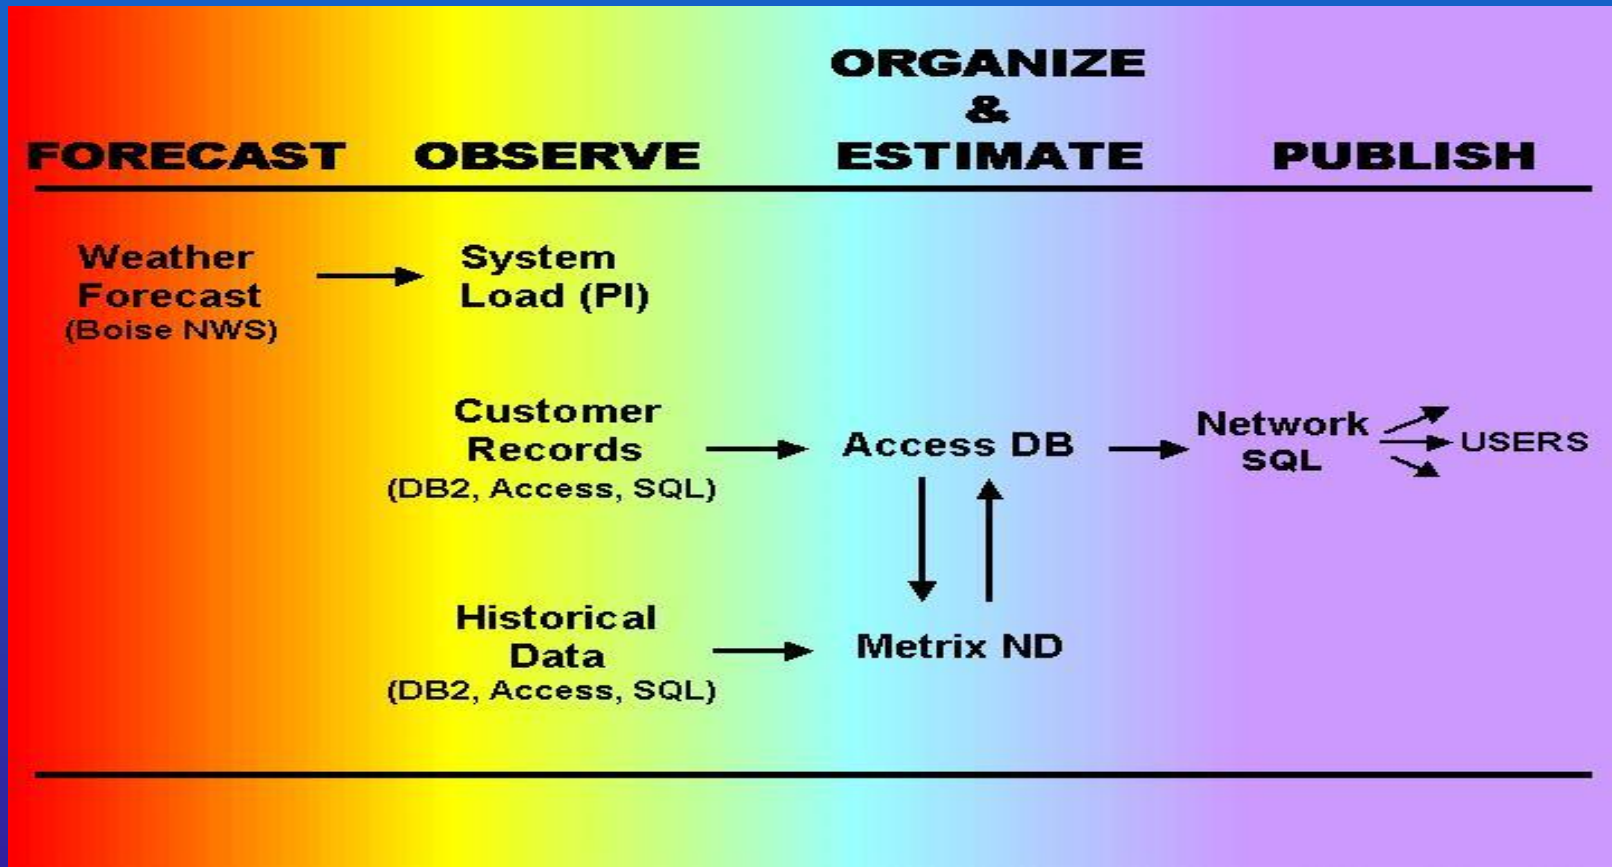 FORECAST
OBSERVE
ORGANIZE
&
ESTIMATE
PUBLISH
Weather
Forecast
(Boise NWS)
System
Load (PI)
Customer
Records
(DB2, Access, SQL)
Access DB
Network
SQL
USERS
Historical
Data
(DB2, Access, SQL)
Metrix ND